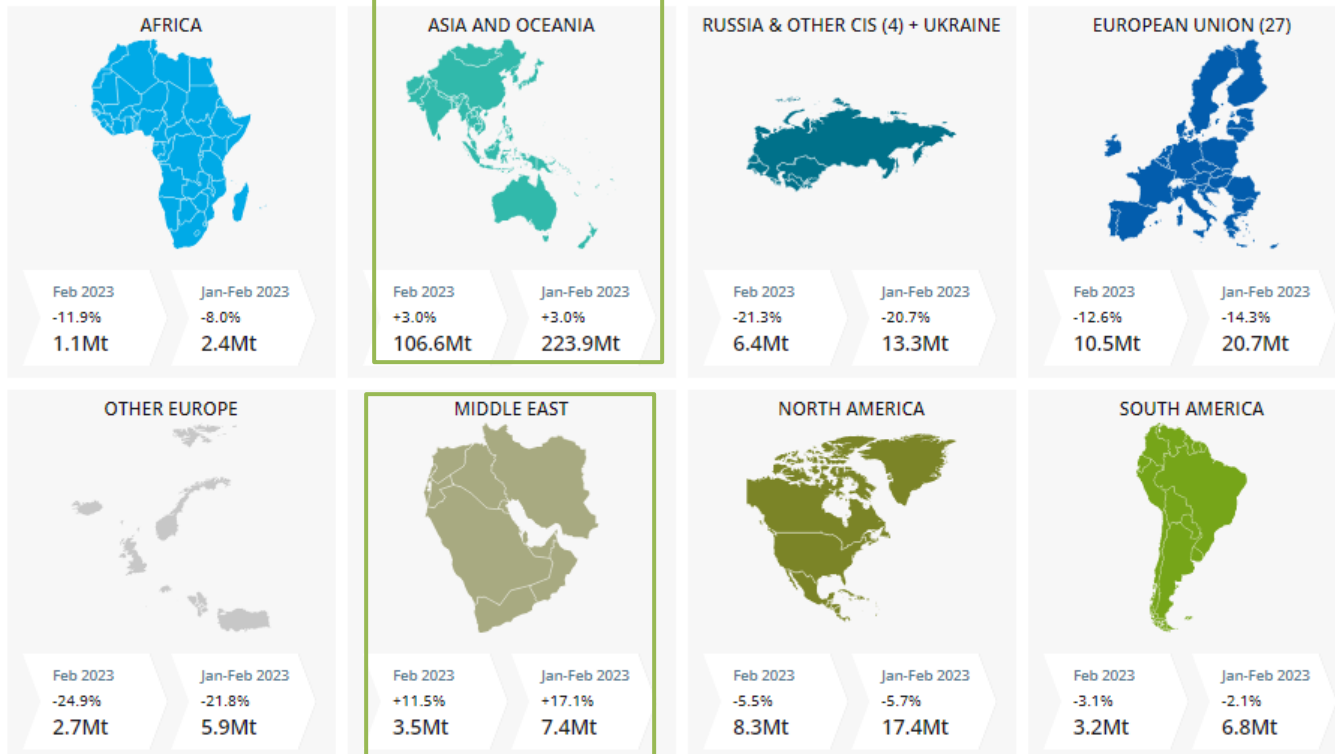 AFRICA
Feb 2023
-11.9%
1.1Mt
Jan-Feb 2023
-8.0%
2.4Mt
ASIA AND OCEANIA
Feb 2023
+3.0%
106.6Mt
Jan-Feb 2023
+3.0%
223.9Mt
RUSSIA & OTHER CIS (4) + UKRAINE
Feb 2023
-21.3%
6.4Mt
Jan-Feb 2023
-20.7%
13.3Mt
EUROPEAN UNION (27)
Feb 2023
-12.6%
10.5Mt
Jan-Feb 2023
-14.3%
20.7Mt
OTHER EUROPE
Feb 2023
-24.9%
2.7Mt
Jan-Feb 2023
-21.8%
5.9Mt
MIDDLE EAST
Feb 2023
+11.5%
3.5Mt
Jan-Feb 2023
+17.1%
7.4Mt
NORTH AMERICA
Feb 2023
-5.5%
8.3Mt
Jan-Feb 2023
-5.7%
17.4Mt
SOUTH AMERICA
Feb 2023
-3.1%
3.2Mt
Jan-Feb 2023
-2.1%
6.8Mt